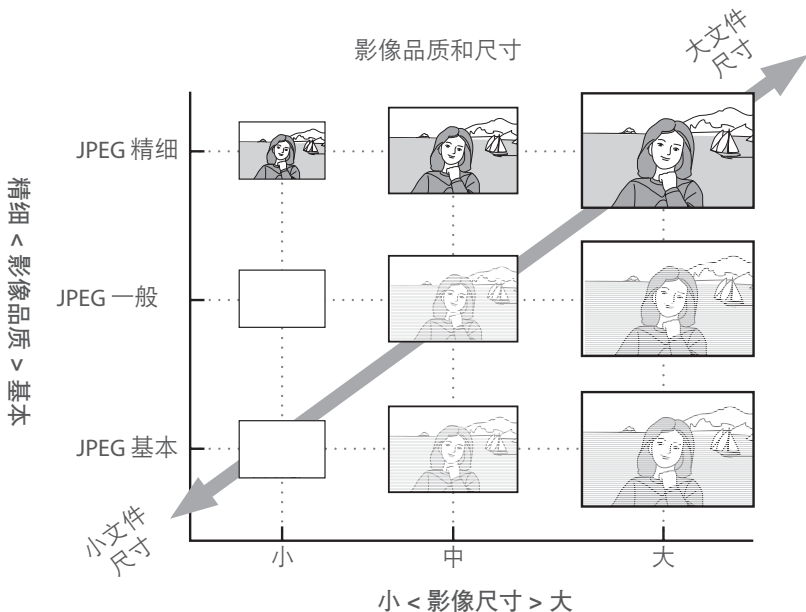 影像品质和尺寸
大文件
尺寸
JPEG 精细
JPEG 一般
JPEG 基本
精细 < 影像品质 > 基本
小文件
尺寸
小
中
大
小 < 影像尺寸 > 大